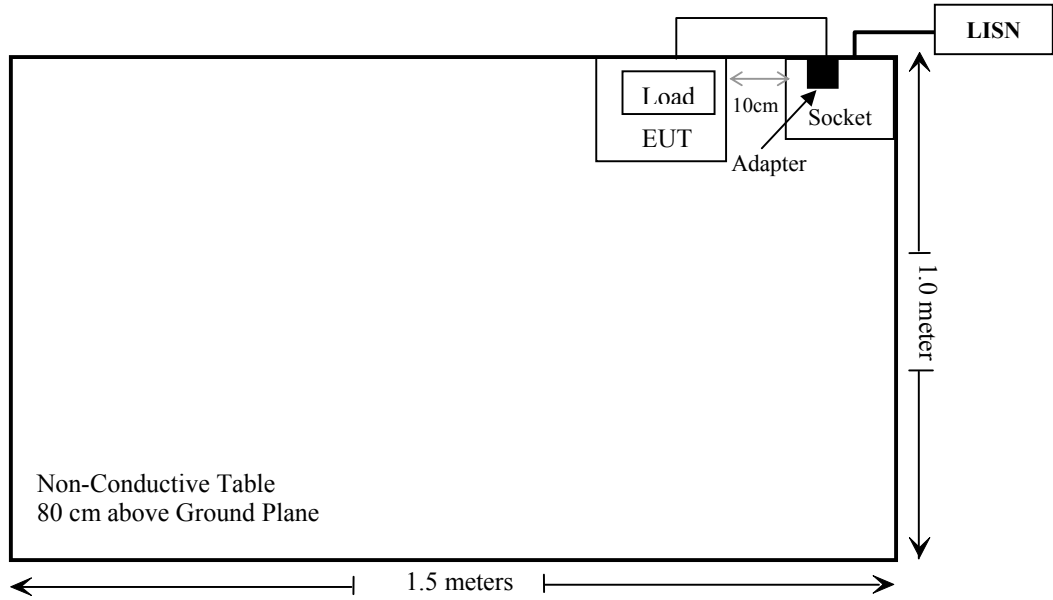 LISN
Load
EUT
10cm
Socket
Adapter
1.0 meter
Non-Conductive Table
80 cm above Ground Plane
1.5 meters